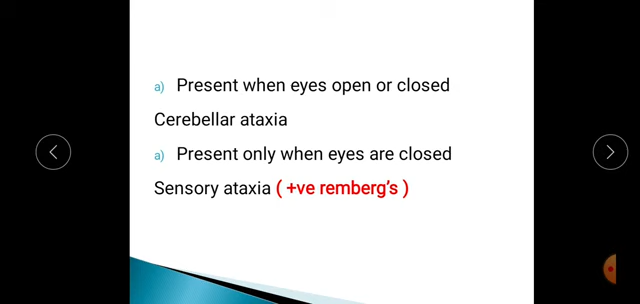 a) Present when eyes open or closed
Cerebellar ataxia
a) Present only when eyes are closed
Sensory ataxia ( +ve remberg's )